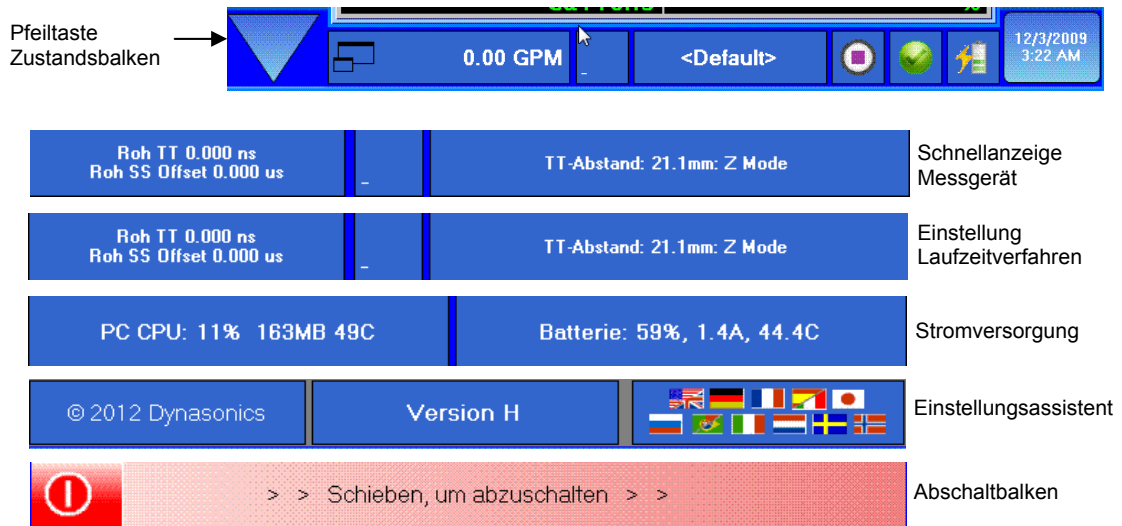 Pfeiltaste
Zustandsbalken
%
0.00 GPM
_
<Default>
12/3/2009
3:22 AM
Roh TT 0.000 ns
Roh SS Offset 0.000 us
_
TT-Abstand: 21.1mm: Z Mode
Schnellanzeige
Messgerät
Roh TT 0.000 ns
Roh SS Offset 0.000 us
_
TT-Abstand: 21.1mm: Z Mode
Einstellung
Laufzeitverfahren
PC CPU: 11% 163MB 49C
Batterie: 59%, 1.4A, 44.4C
Stromversorgung
© 2012 Dynasonics
Version H
Einstellungsassistent
> > Schieben, um abzuschalten > >
Abschaltbalken